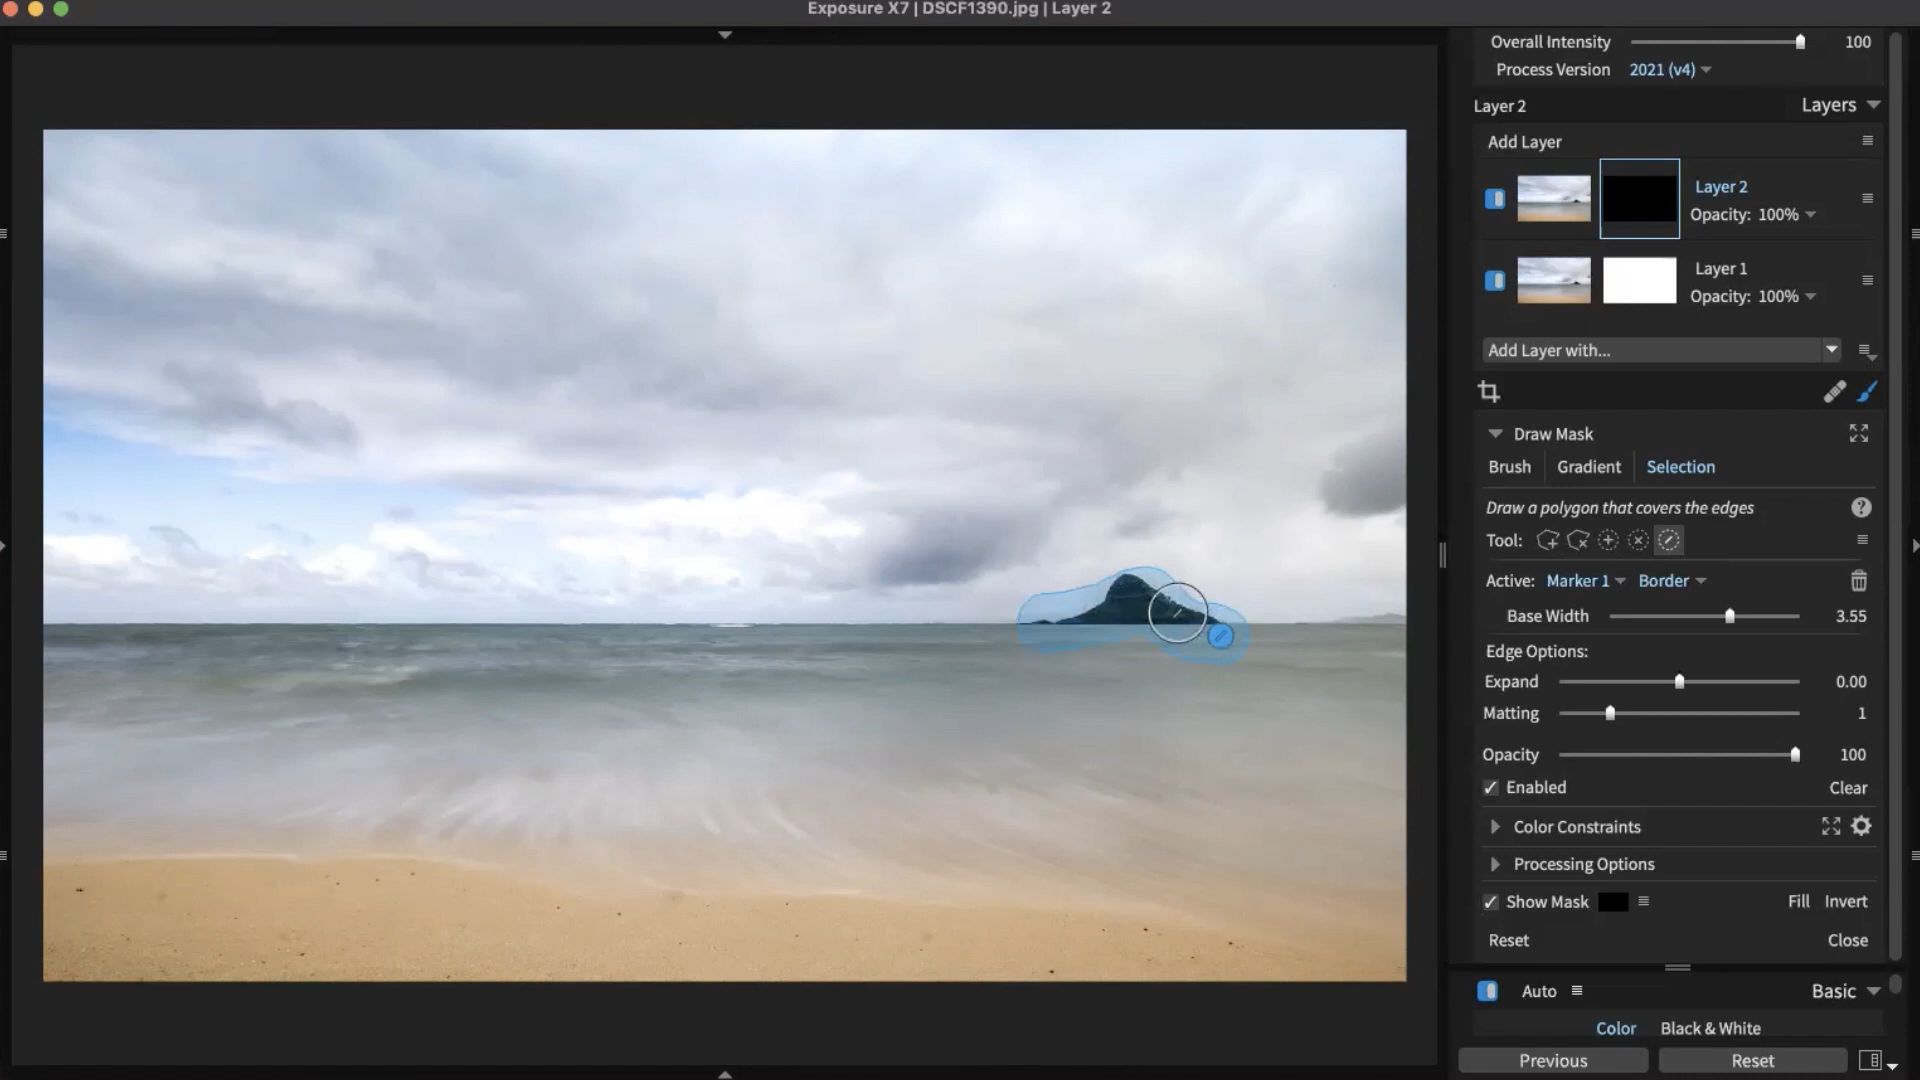 Exposure X7 | DSCF1390.jpg | Layer 2
Overall Intensity 100
Process Version 2021 (v4)
Layer 2 Layers
Add Layer
Layer 2
Opacity: 100%
Layer 1
Opacity: 100%
Add Layer with...
Draw Mask
Brush Gradient Selection
Draw a polygon that covers the edges ?
Tool:
Active: Marker 1 Border
Base Width 3.55
Edge Options:
Expand 0.00
Matting 1
Opacity 100
Enabled Clear
Color Constraints
Processing Options
Show Mask Fill Invert
Reset Close
Auto Basic
Color Black & White
Previous Reset